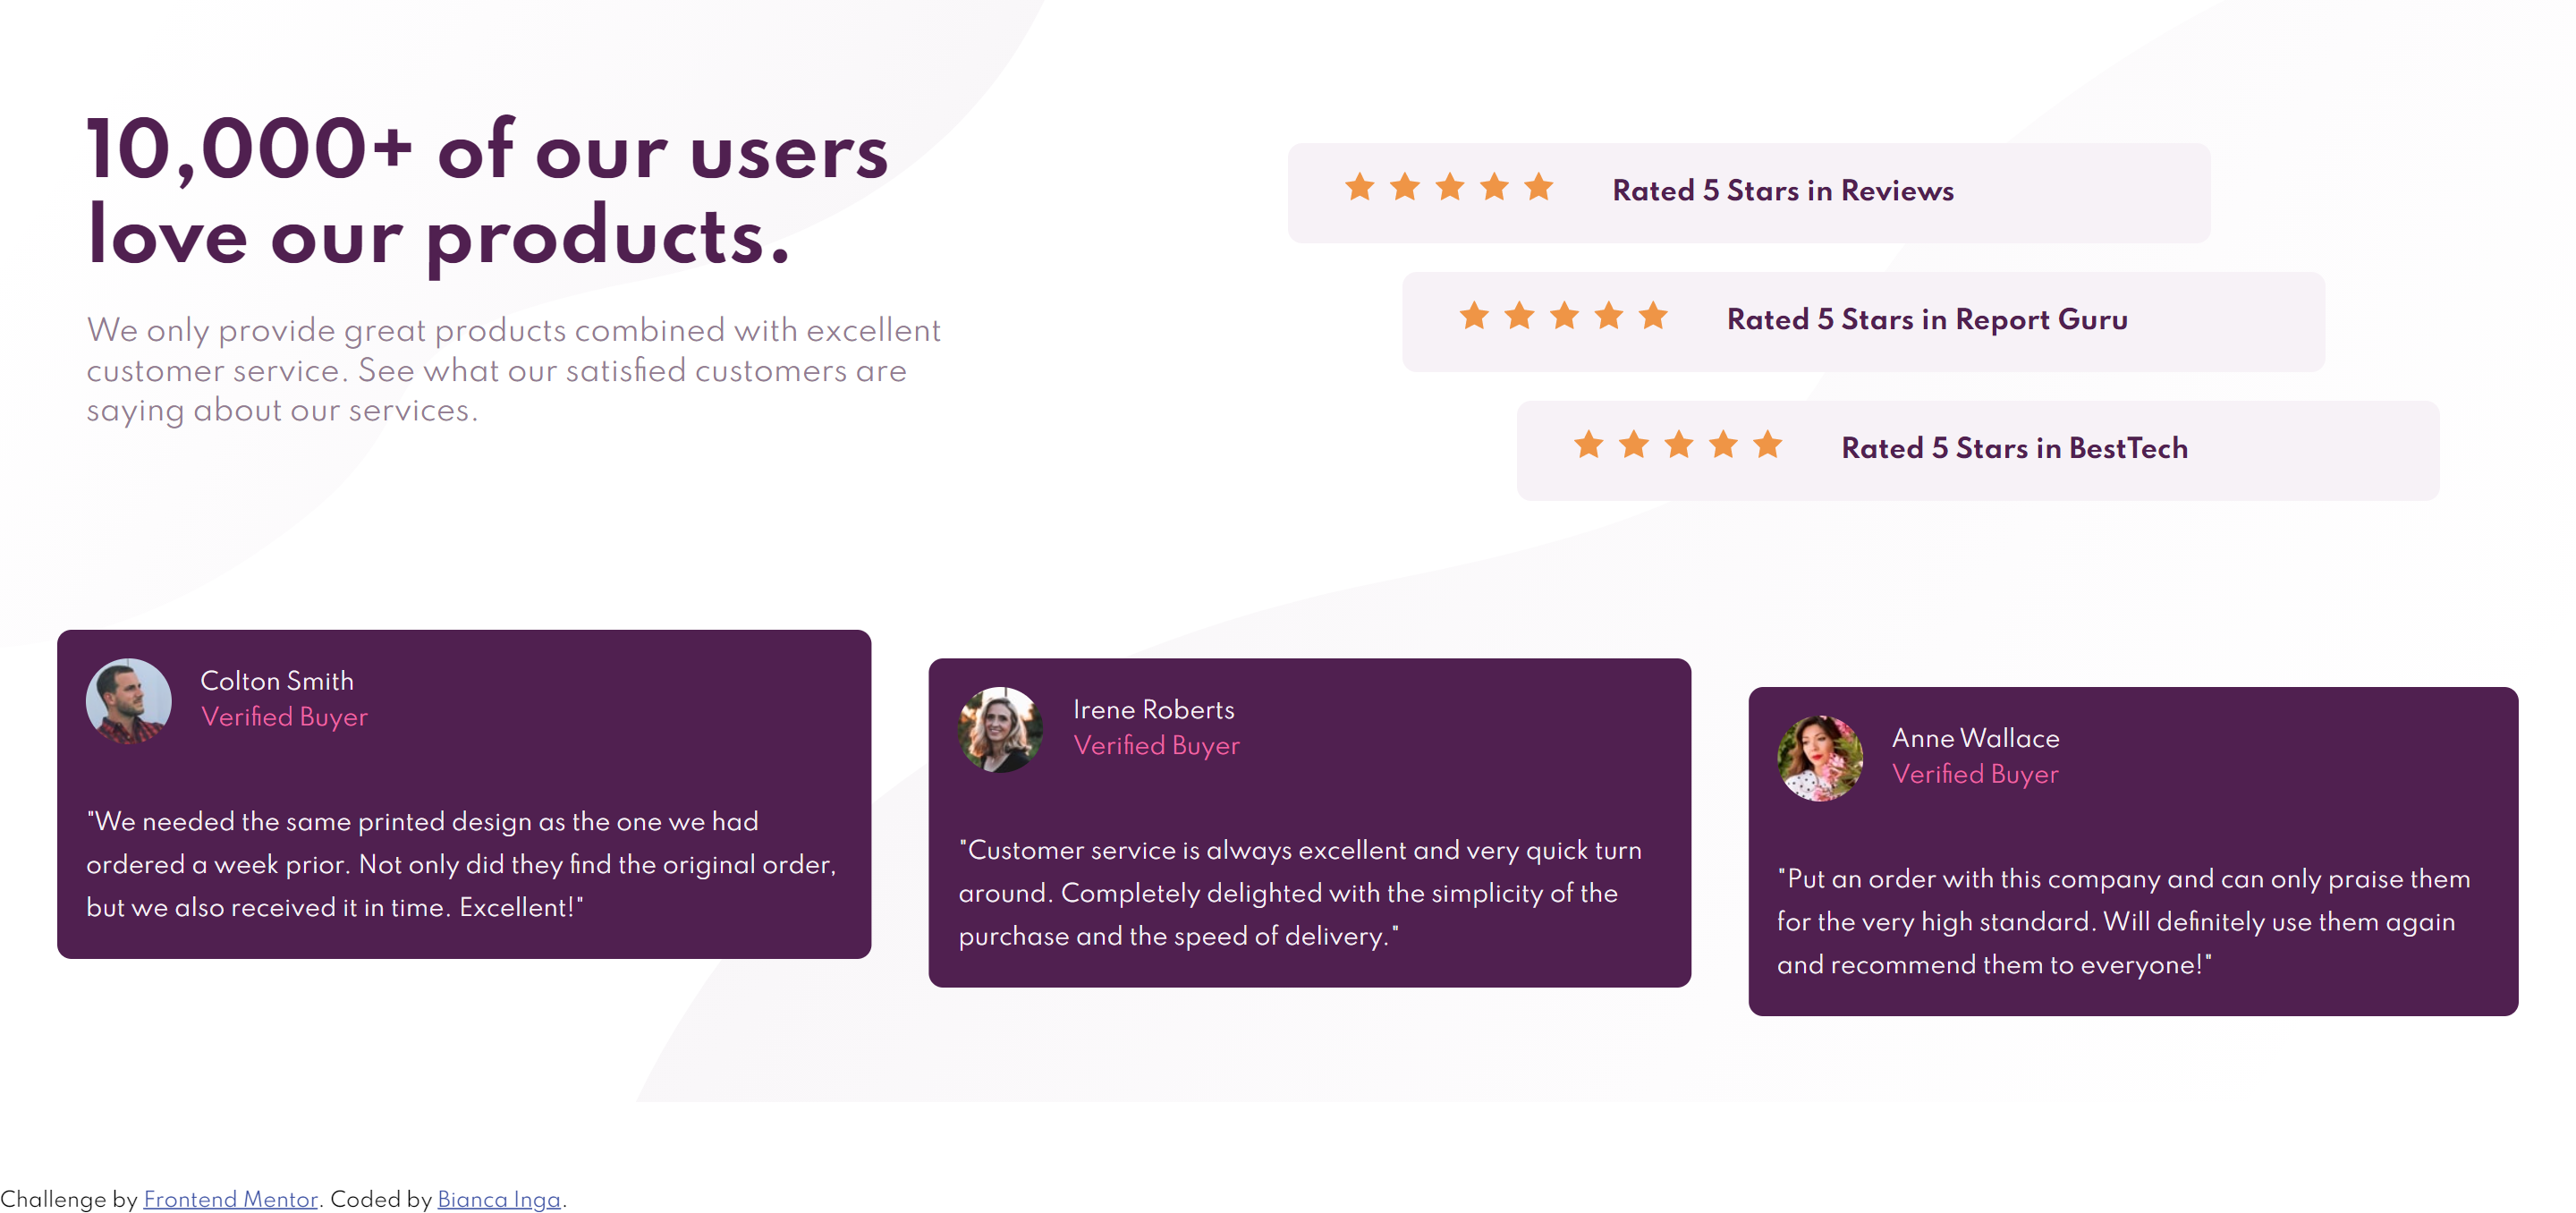 10,000+ of our users
love our products.
We only provide great products combined with excellent
customer service. See what our satisfied customers are
saying about our services.
Rated 5 Stars in Reviews
Rated 5 Stars in Report Guru
Rated 5 Stars in BestTech
Colton Smith
Verified Buyer
"We needed the same printed design as the one we had
ordered a week prior. Not only did they find the original order,
but we also received it in time. Excellent!"
Irene Roberts
Verified Buyer
"Customer service is always excellent and very quick turn
around. Completely delighted with the simplicity of the
purchase and the speed of delivery."
Anne Wallace
Verified Buyer
"Put an order with this company and can only praise them
for the very high standard. Will definitely use them again
and recommend them to everyone!"
Challenge by Frontend Mentor. Coded by Bianca Inga.